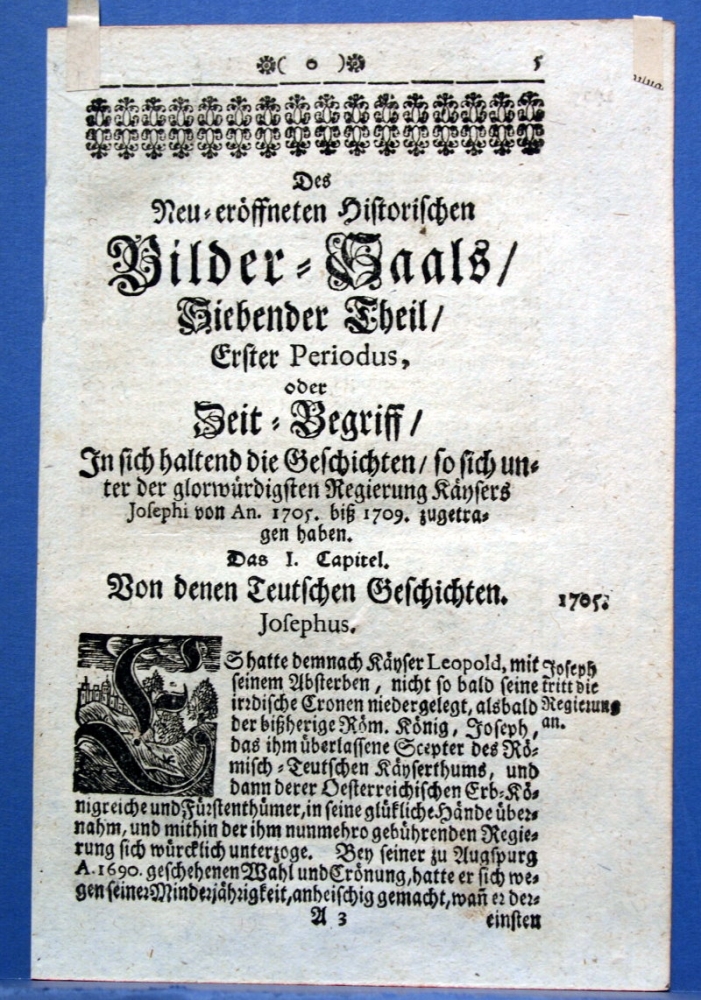 ( o ) 5
Des
Neu-eröffneten Historischen
Bilder-Saals/
Siebender Theil/
Erster Periodus,
oder
Zeit-Begriff/
In sich haltend die Geschichten/ so sich un-
ter der glorwürdigsten Regierung Käysers
Josephi von An. 1705. biß 1709. zugetra-
gen haben.
Das I. Capitel.
Von denen Teutschen Geschichten.
1705.
Josephus.
ES hatte demnach Käyser Leopold, mit
seinem Absterben, nicht so bald seine
irrdische Cronen niedergelegt, alsbald
der bißherige Röm. König, Joseph,
das ihm überlassene Scepter des Rö-
misch-Teutschen Käyserthums, und
dann derer Oesterreichischen Erb-Kö-
nigreiche und Fürstenthümer, in seine glükliche Hände über-
nahm, und mithin der ihm nunmehro gebührenden Regie-
rung sich würcklich unterzoge. Bey seiner zu Augspurg
A. 1690. geschehenen Wahl und Crönung, hatte er sich we-
gen seiner Minderjährigkeit, anheischig gemacht, wañ er der-
Joseph
tritt die
Regierung
an.
A 3 einsten